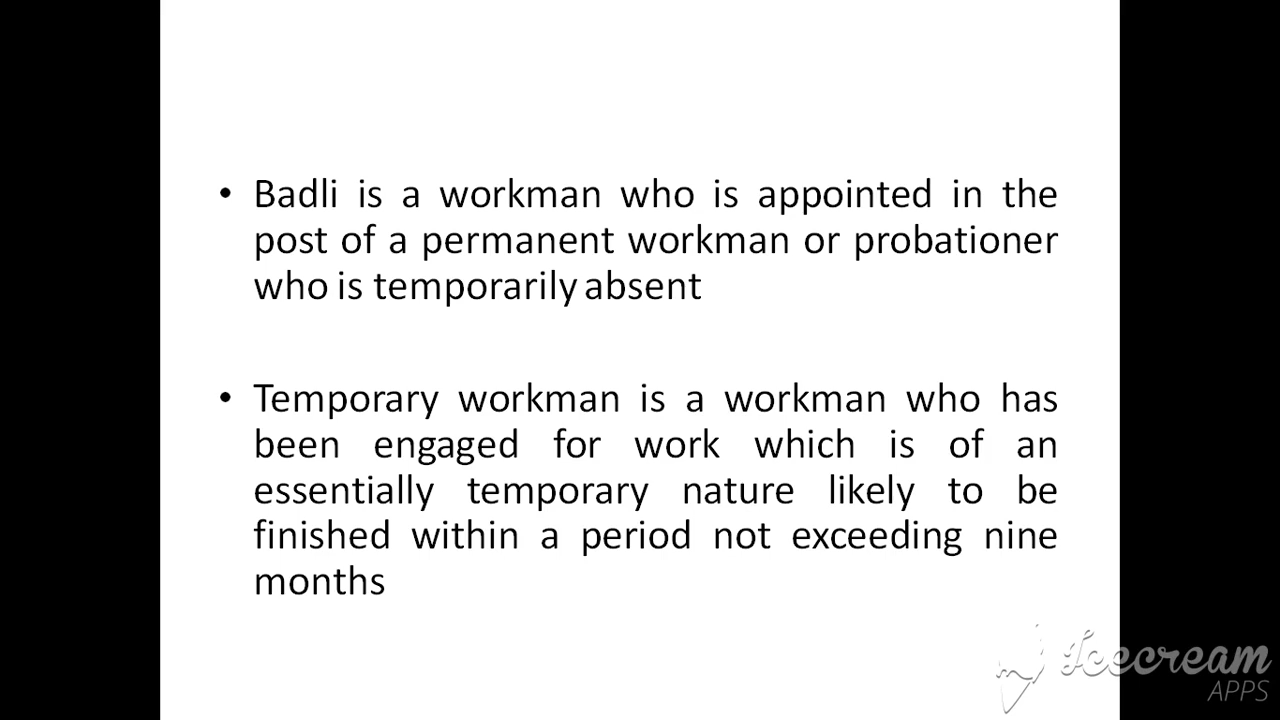 • Badli is a workman who is appointed in the
post of a permanent workman or probationer
who is temporarily absent
• Temporary workman is a workman who has
been engaged for work which is of an
essentially temporary nature likely to be
finished within a period not exceeding nine
months
Icecream
APPS